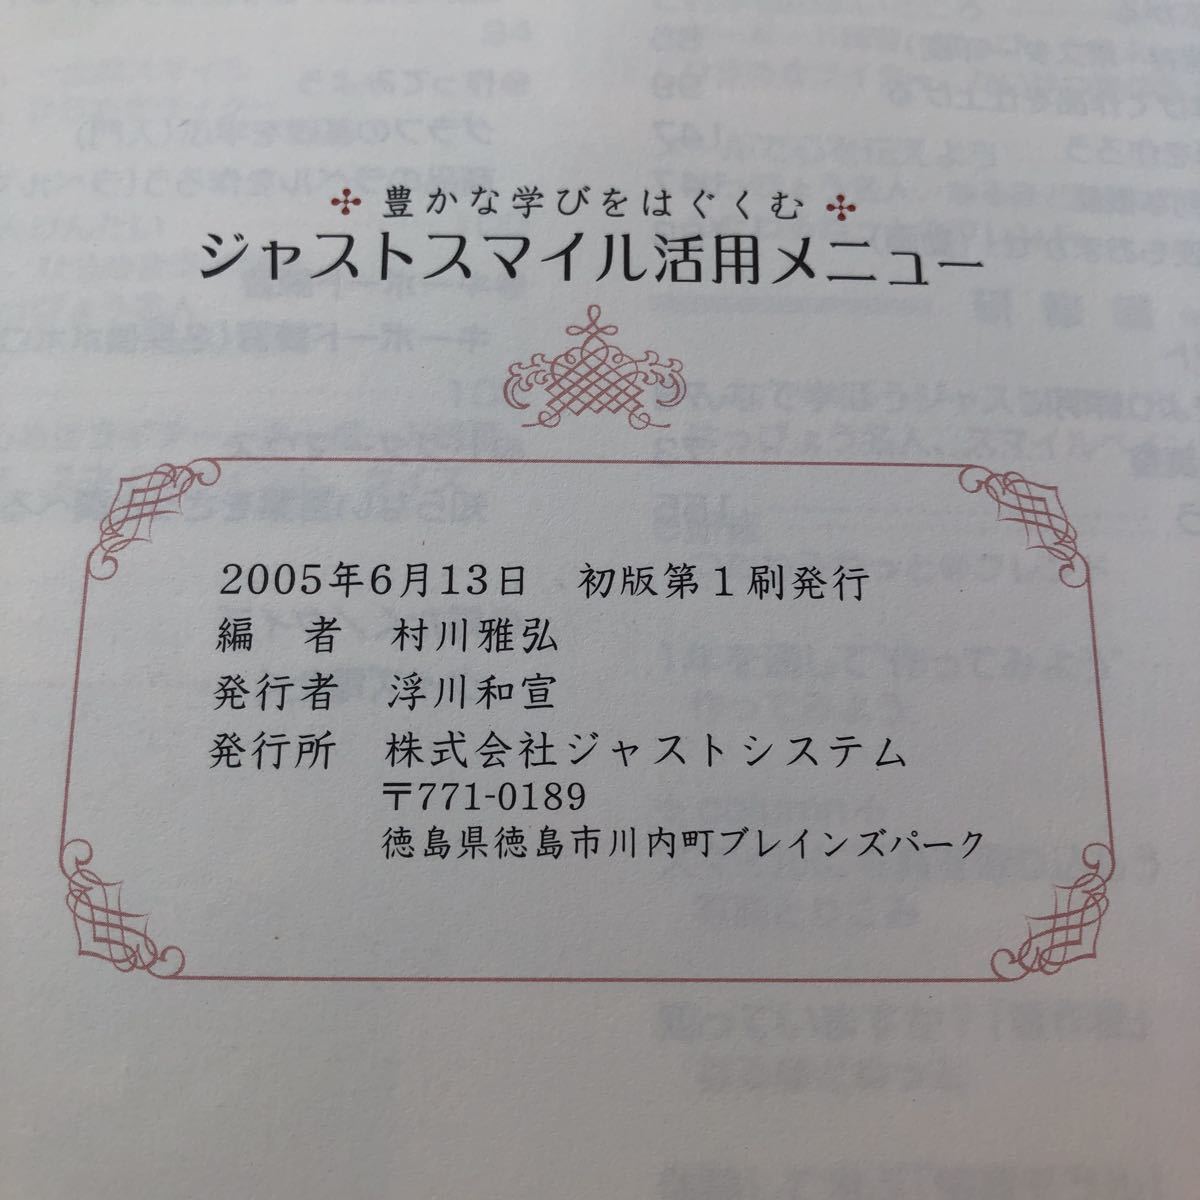 豊かな学びをはぐくむ
ジャストスマイル活用メニュー
2005年6月13日　初版第1刷発行
編　者　村川雅弘
発行者　浮川和宣
発行所　株式会社ジャストシステム
〒771-0189
徳島県徳島市川内町ブレインズパーク